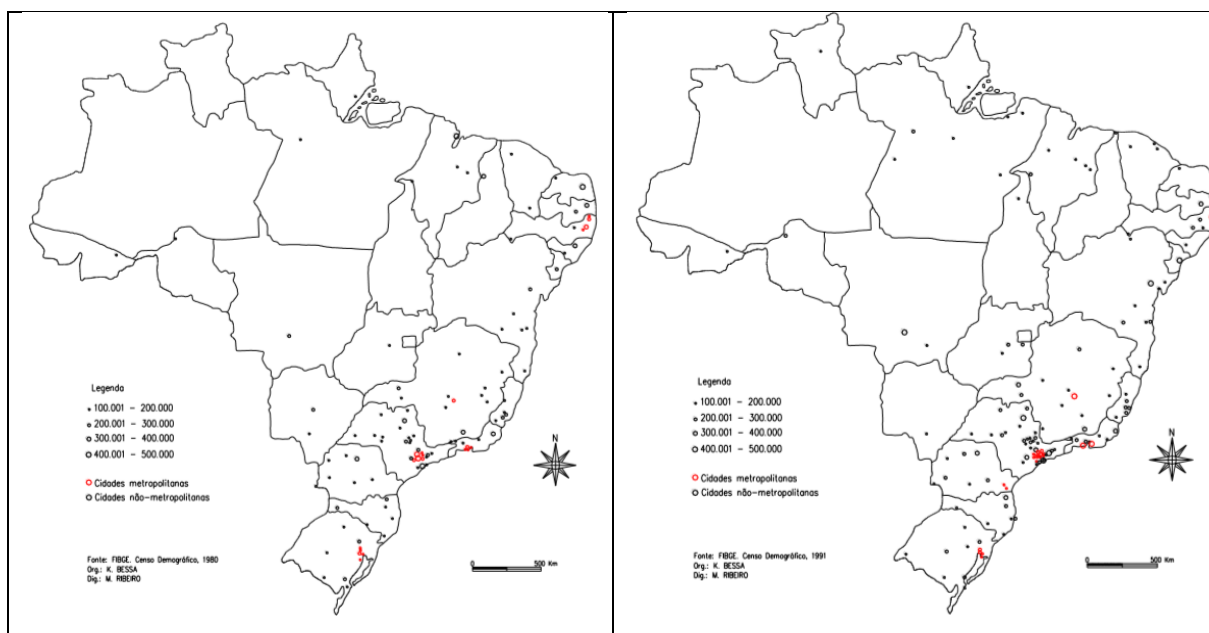 Legenda
100.001 – 200.000
200.001 – 300.000
300.001 – 400.000
400.001 – 500.000
Cidades metropolitanas
Cidades não-metropolitanas
Fonte: FIBGE. Censo Demográfico, 1980
Org.: K. BESSA
Dig.: M. RIBEIRO
N
0
500 Km
Legenda
100.001 – 200.000
200.001 – 300.000
300.001 – 400.000
400.001 – 500.000
Cidades metropolitanas
Cidades não-metropolitanas
Fonte: FIBGE. Censo Demográfico, 1991
Org.: K. BESSA
Dig.: M. RIBEIRO
N
0
500 Km